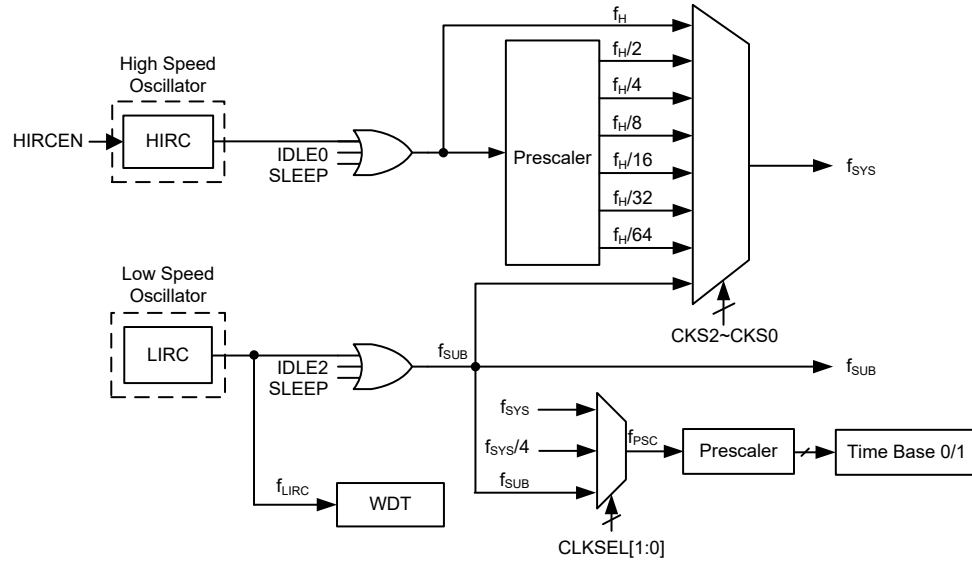 High Speed
Oscillator
HIRCEN
HIRC
IDLE0
SLEEP
Prescaler
fH
fH/2
fH/4
fH/8
fH/16
fH/32
fH/64
fSYS
CKS2~CKS0
Low Speed
Oscillator
LIRC
IDLE2
SLEEP
fSUB
fSUB
fSYS
fSYS/4
fSUB
fPSC
Prescaler
Time Base 0/1
CLKSEL[1:0]
fLIRC
WDT